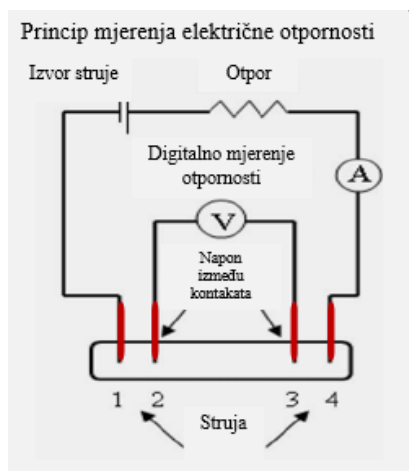 Princip mjerenja električne otpornosti
Izvor struje Otpor
Digitalno mjerenje
otpornosti
A
V
Napon
između
kontakata
1 2 3 4
Struja